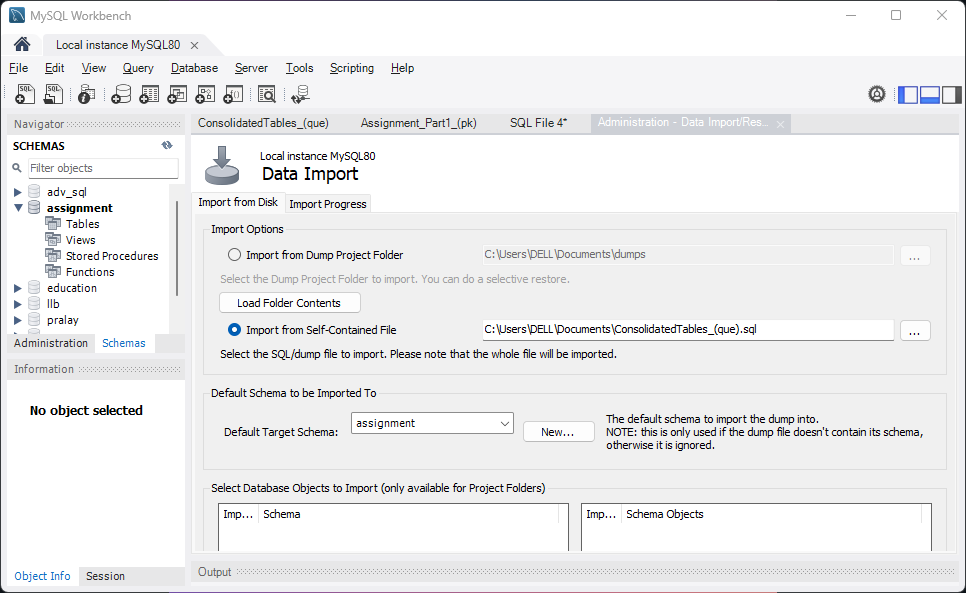 MySQL Workbench
Local instance MySQL80
File Edit View Query Database Server Tools Scripting Help
SQL SQL
Navigator
SCHEMAS
Filter objects
adv_sql
assignment
Tables
Views
Stored Procedures
Functions
education
llb
pralay
Administration Schemas
Information
No object selected
Object Info Session
ConsolidatedTables_(que) Assignment_Part1_(pk) SQL File 4* Administration - Data Import/Res...
Local instance MySQL80
Data Import
Import from Disk Import Progress
Import Options
Import from Dump Project Folder C:\Users\DELL\Documents\dumps ...
Select the Dump Project Folder to import. You can do a selective restore.
Load Folder Contents
Import from Self-Contained File C:\Users\DELL\Documents\ConsolidatedTables_(que).sql ...
Select the SQL/dump file to import. Please note that the whole file will be imported.
Default Schema to be Imported To
Default Target Schema: assignment New...
The default schema to import the dump into.
NOTE: this is only used if the dump file doesn't contain its schema,
otherwise it is ignored.
Select Database Objects to Import (only available for Project Folders)
Imp... Schema Imp... Schema Objects
Output